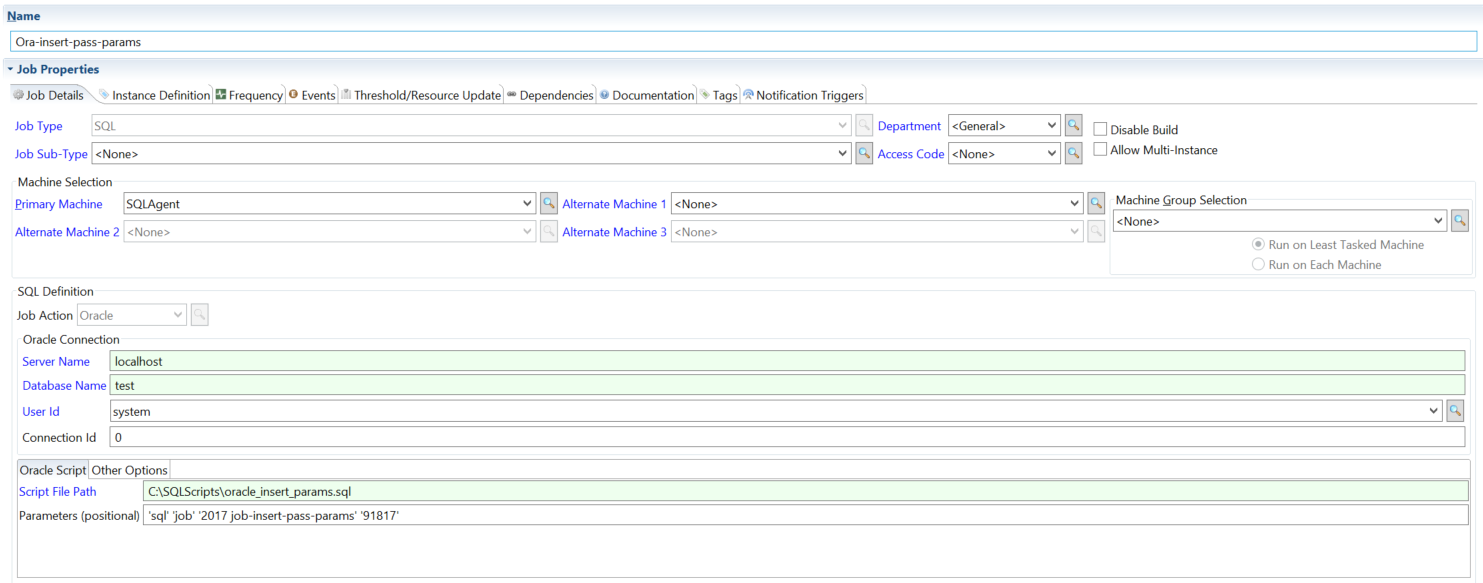 Name
Ora-insert-pass-params
Job Properties
Job Details Instance Definition Frequency Events Threshold/Resource Update Dependencies Documentation Tags Notification Triggers
Job Type SQL Department <General> Disable Build
Job Sub-Type <None> Access Code <None> Allow Multi-Instance
Machine Selection
Primary Machine SQLAgent Alternate Machine 1 <None> Machine Group Selection
<None>
Alternate Machine 2 <None> Alternate Machine 3 <None>
Run on Least Tasked Machine
Run on Each Machine
SQL Definition
Job Action Oracle
Oracle Connection
Server Name localhost
Database Name test
User Id system
Connection Id 0
Oracle Script Other Options
Script File Path C:\SQLScripts\oracle_insert_params.sql
Parameters (positional) 'sql' 'job' '2017 job-insert-pass-params' '91817'